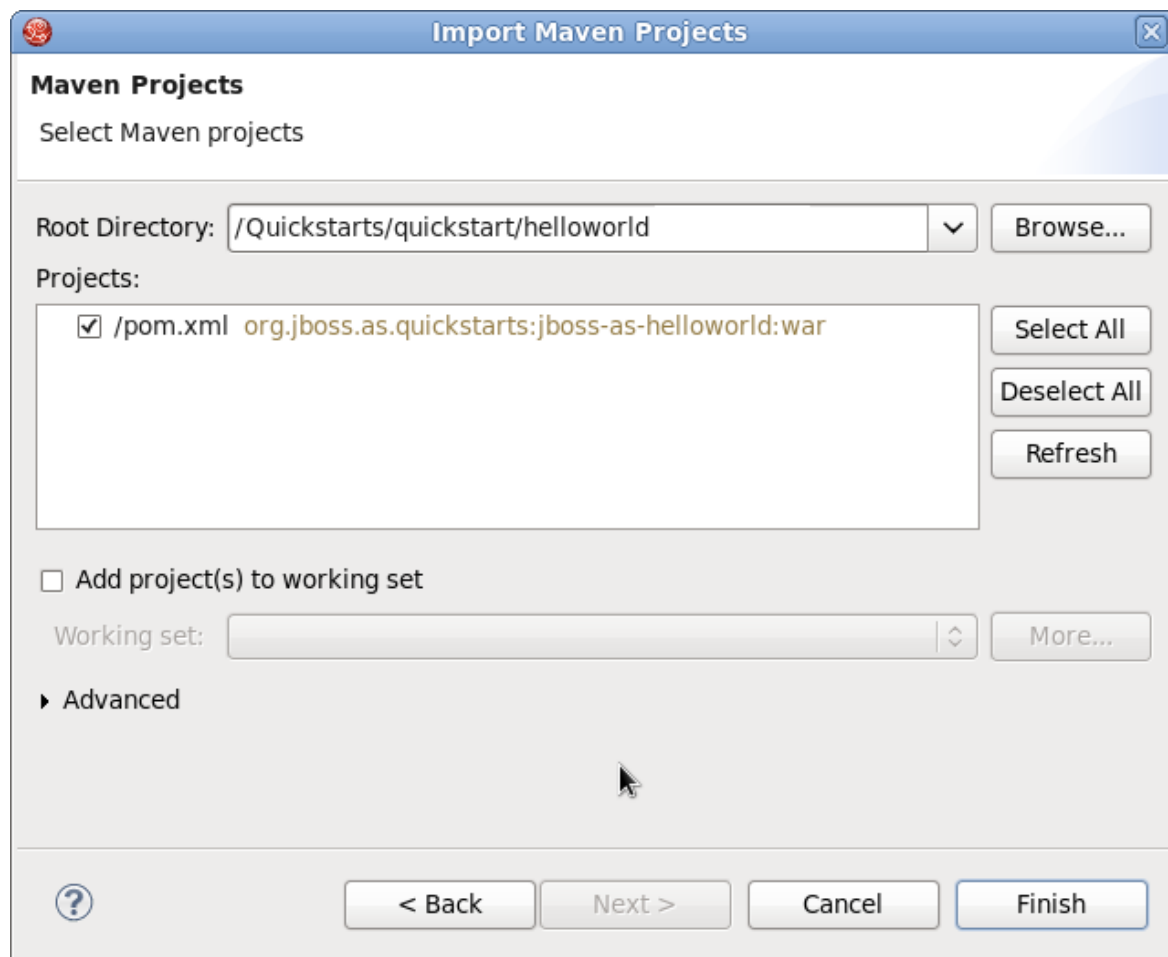 Import Maven Projects
Maven Projects
Select Maven projects
Root Directory: /Quickstarts/quickstart/helloworld Browse...
Projects:
/pom.xml org.jboss.as.quickstarts:jboss-as-helloworld:war
Select All
Deselect All
Refresh
Add project(s) to working set
Working set: More...
Advanced
? < Back Next > Cancel Finish